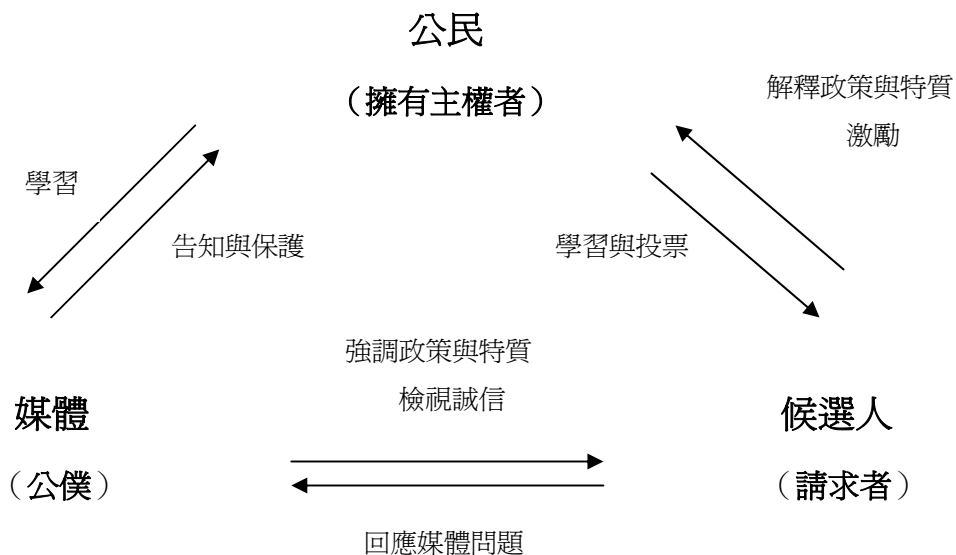 公民
（擁有主權者）
解釋政策與特質
激勵
學習
告知與保護
學習與投票
強調政策與特質
檢視誠信
媒體
（公僕）
候選人
（請求者）
回應媒體問題